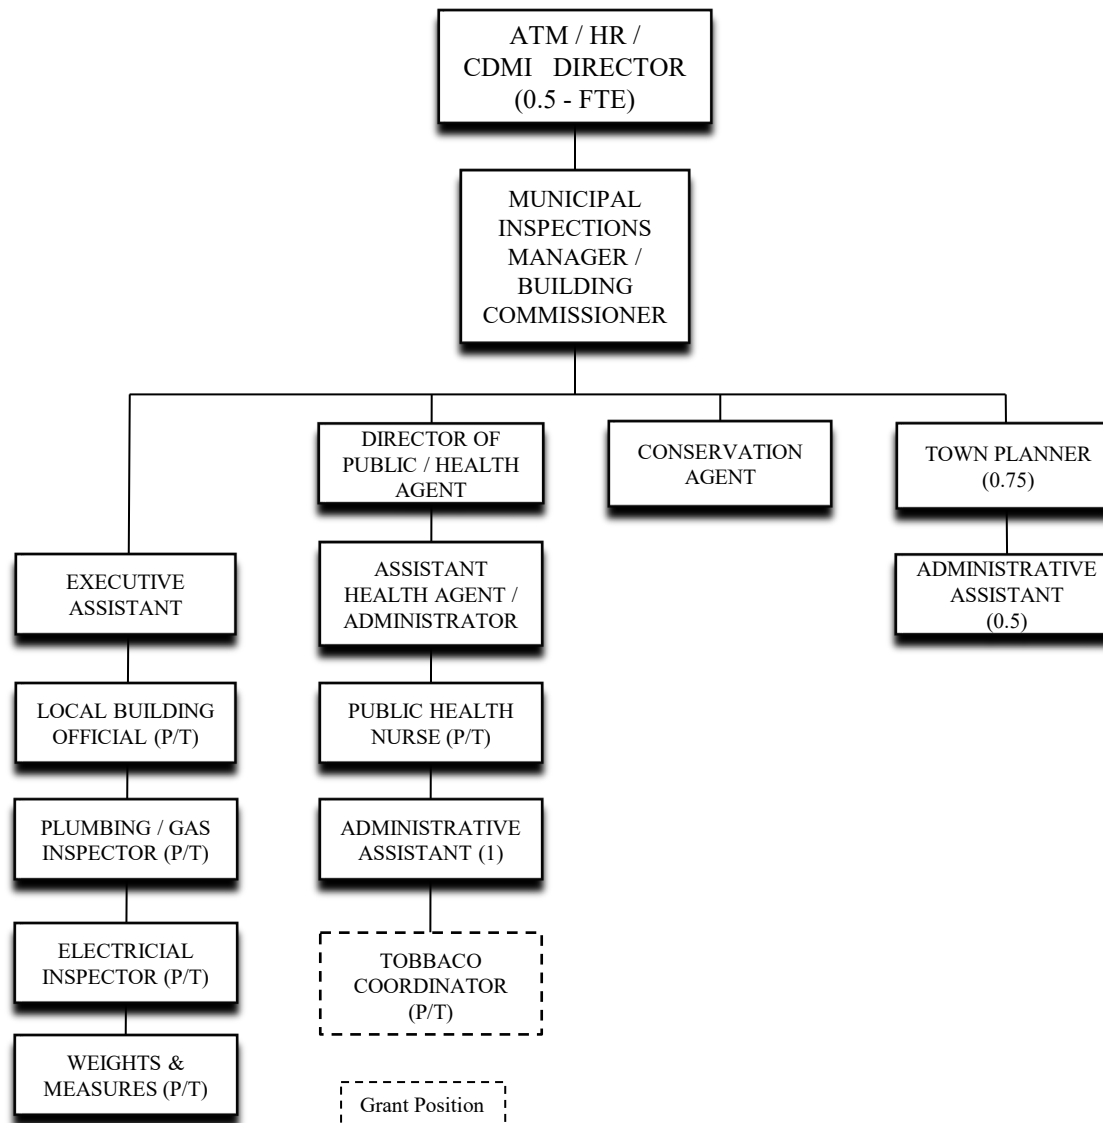 ATM / HR /
CDMI DIRECTOR
(0.5 - FTE)
MUNICIPAL
INSPECTIONS
MANAGER /
BUILDING
COMMISSIONER
EXECUTIVE
ASSISTANT
LOCAL BUILDING
OFFICIAL (P/T)
PLUMBING / GAS
INSPECTOR (P/T)
ELECTRICIAL
INSPECTOR (P/T)
WEIGHTS &
MEASURES (P/T)
DIRECTOR OF
PUBLIC / HEALTH
AGENT
ASSISTANT
HEALTH AGENT /
ADMINISTRATOR
PUBLIC HEALTH
NURSE (P/T)
ADMINISTRATIVE
ASSISTANT (1)
TOBBACO
COORDINATOR
(P/T)
Grant Position
CONSERVATION
AGENT
TOWN PLANNER
(0.75)
ADMINISTRATIVE
ASSISTANT
(0.5)